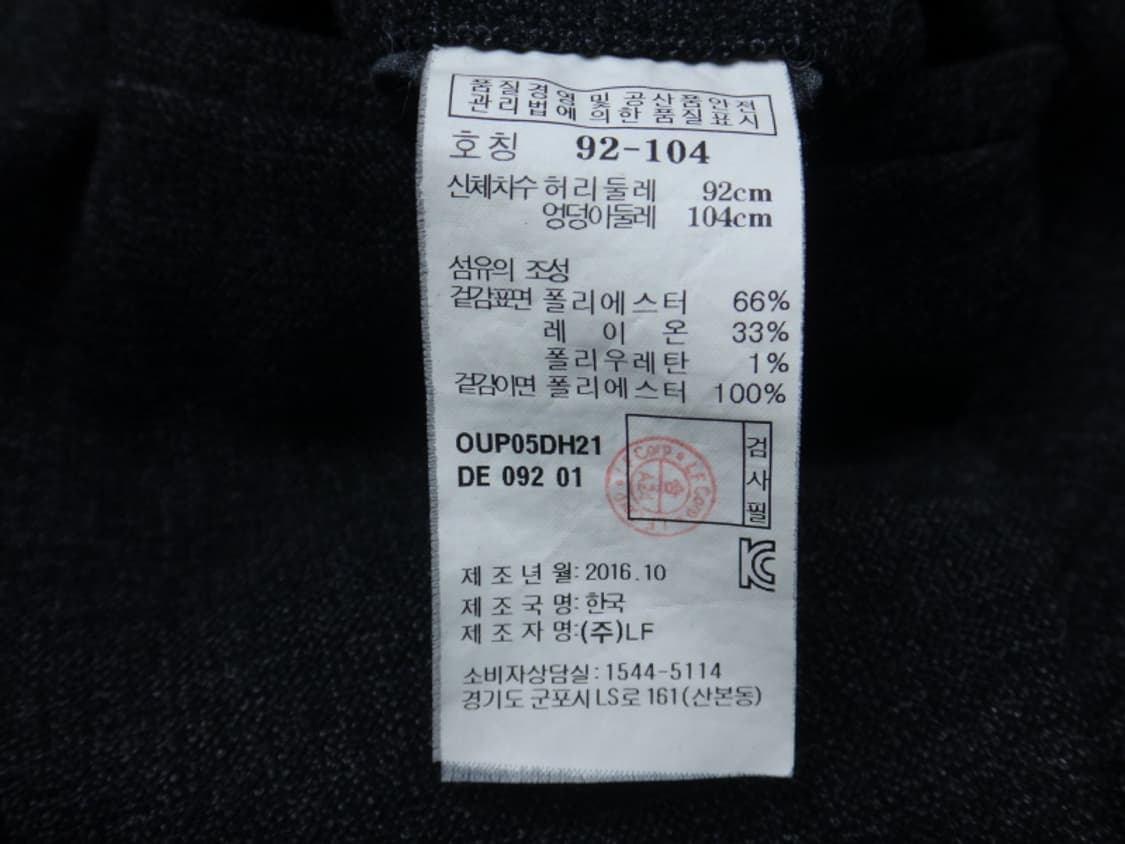 품질경영 및 공산품안전
관리법에 의한 품질표시
호칭 92-104
신체치수 허리둘레 92cm
엉덩이둘레 104cm
섬유의 조성
겉감표면 폴리에스터 66%
레이온 33%
폴리우레탄 1%
겉감이면 폴리에스터 100%
OUP05DH21
DE 092 01
검사필
LF Corp
KC
제조년월: 2016.10
제조국명: 한국
제조자명:(주)LF
소비자상담실: 1544-5114
경기도 군포시 LS로 161(산본동)